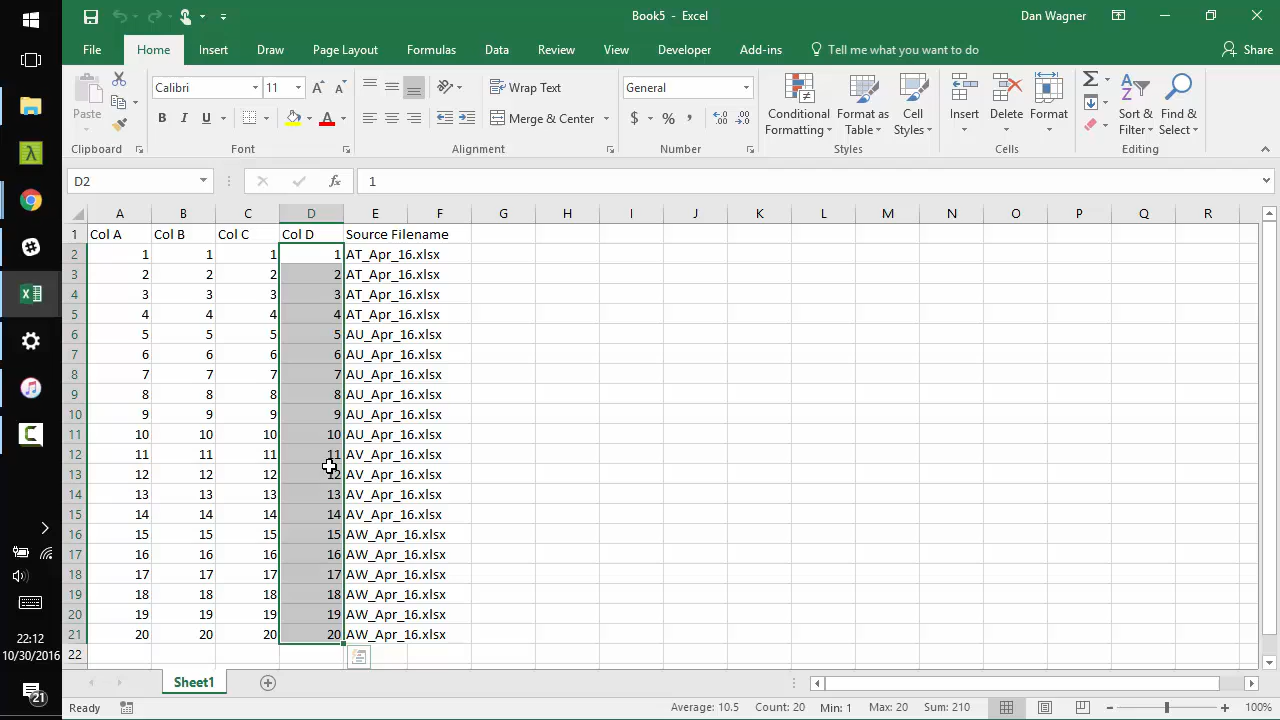 Book5 - Excel
Dan Wagner
File Home Insert Draw Page Layout Formulas Data Review View Developer Add-ins Tell me what you want to do Share
Paste
Clipboard
Calibri 11
B I U A
Font
Wrap Text
Merge & Center
Alignment
General
$ % ,
Number
Conditional Formatting
Format as Table
Cell Styles
Styles
Insert Delete Format
Cells
Sort & Filter
Find & Select
Editing
D2 fx 1
A B C D E F G H I J K L M N O P Q R
1 Col A Col B Col C Col D Source Filename
2 1 1 1 1 AT_Apr_16.xlsx
3 2 2 2 2 AT_Apr_16.xlsx
4 3 3 3 3 AT_Apr_16.xlsx
5 4 4 4 4 AT_Apr_16.xlsx
6 5 5 5 5 AU_Apr_16.xlsx
7 6 6 6 6 AU_Apr_16.xlsx
8 7 7 7 7 AU_Apr_16.xlsx
9 8 8 8 8 AU_Apr_16.xlsx
10 9 9 9 9 AU_Apr_16.xlsx
11 10 10 10 10 AU_Apr_16.xlsx
12 11 11 11 11 AV_Apr_16.xlsx
13 12 12 12 12 AV_Apr_16.xlsx
14 13 13 13 13 AV_Apr_16.xlsx
15 14 14 14 14 AV_Apr_16.xlsx
16 15 15 15 15 AW_Apr_16.xlsx
17 16 16 16 16 AW_Apr_16.xlsx
18 17 17 17 17 AW_Apr_16.xlsx
19 18 18 18 18 AW_Apr_16.xlsx
20 19 19 19 19 AW_Apr_16.xlsx
21 20 20 20 20 AW_Apr_16.xlsx
22
Sheet1
Ready Average: 10.5 Count: 20 Min: 1 Max: 20 Sum: 210 100%
22:12
10/30/2016
21